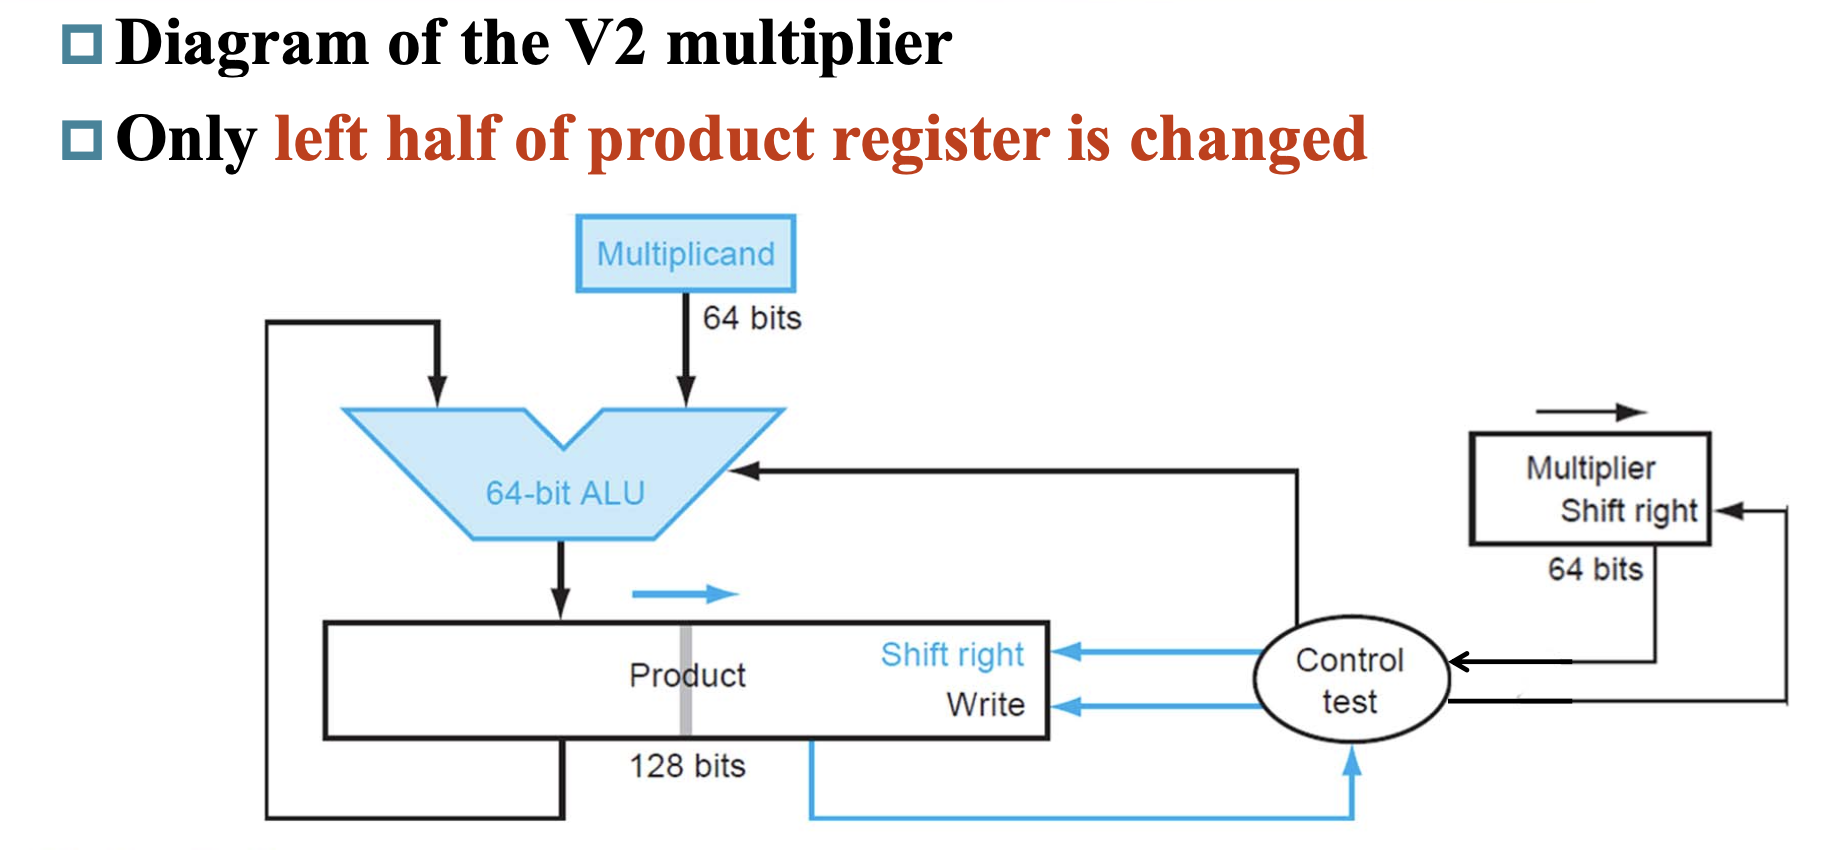 Diagram of the V2 multiplier
Only left half of product register is changed
Multiplicand
64 bits
64-bit ALU
Multiplier
Shift right
64 bits
Product
Shift right
Write
128 bits
Control
test